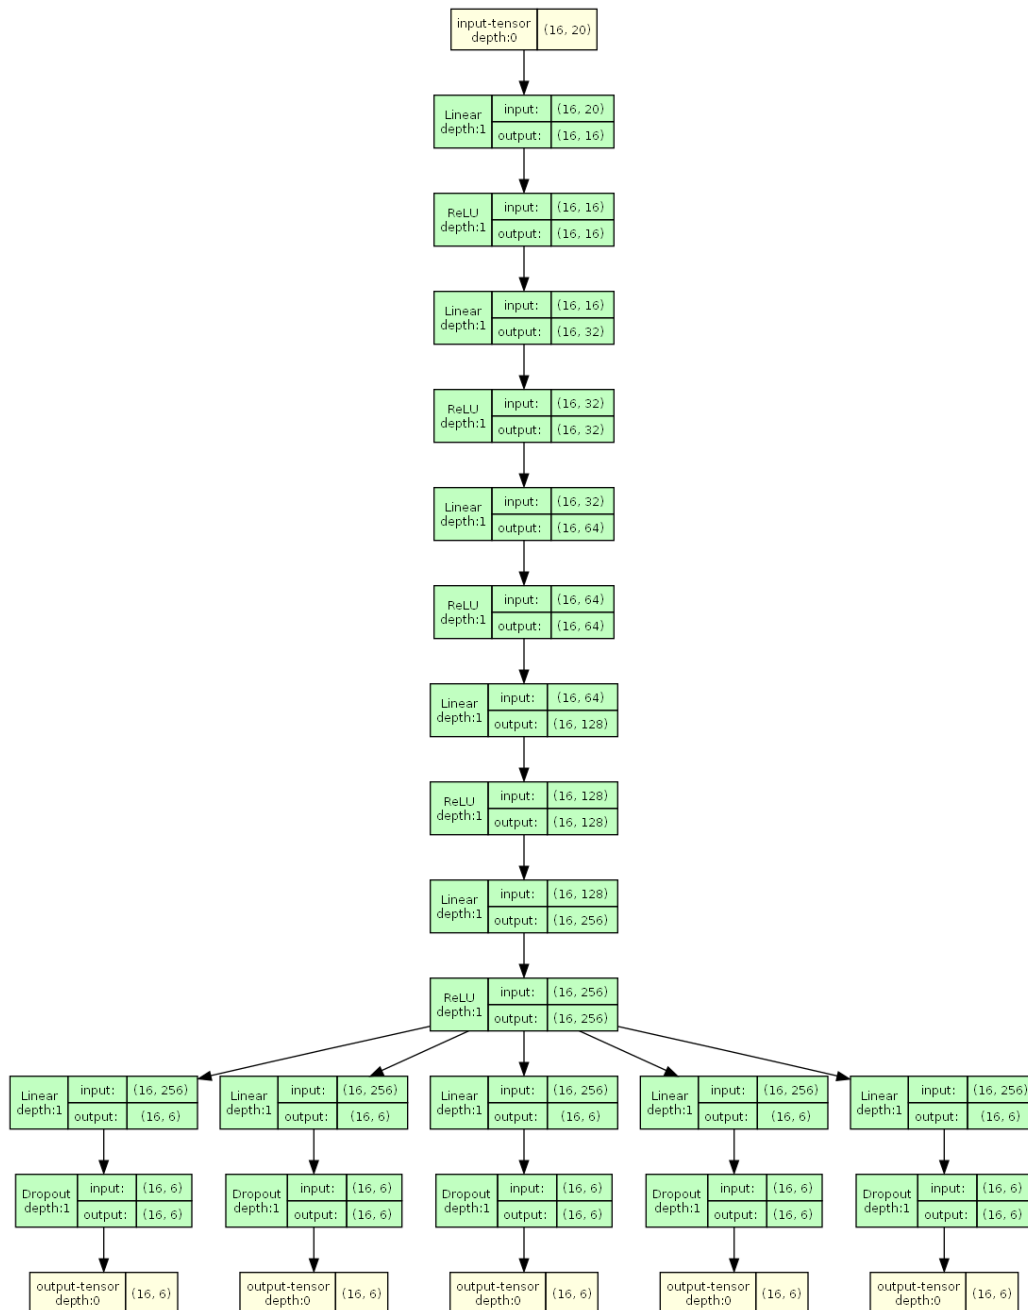 input-tensor
depth:0
(16, 20)
Linear
depth:1
input:
(16, 20)
output:
(16, 16)
ReLU
depth:1
input:
(16, 16)
output:
(16, 16)
Linear
depth:1
input:
(16, 16)
output:
(16, 32)
ReLU
depth:1
input:
(16, 32)
output:
(16, 32)
Linear
depth:1
input:
(16, 32)
output:
(16, 64)
ReLU
depth:1
input:
(16, 64)
output:
(16, 64)
Linear
depth:1
input:
(16, 64)
output:
(16, 128)
ReLU
depth:1
input:
(16, 128)
output:
(16, 128)
Linear
depth:1
input:
(16, 128)
output:
(16, 256)
ReLU
depth:1
input:
(16, 256)
output:
(16, 256)
Linear
depth:1
input:
(16, 256)
output:
(16, 6)
Linear
depth:1
input:
(16, 256)
output:
(16, 6)
Linear
depth:1
input:
(16, 256)
output:
(16, 6)
Linear
depth:1
input:
(16, 256)
output:
(16, 6)
Linear
depth:1
input:
(16, 256)
output:
(16, 6)
Dropout
depth:1
input:
(16, 6)
output:
(16, 6)
Dropout
depth:1
input:
(16, 6)
output:
(16, 6)
Dropout
depth:1
input:
(16, 6)
output:
(16, 6)
Dropout
depth:1
input:
(16, 6)
output:
(16, 6)
Dropout
depth:1
input:
(16, 6)
output:
(16, 6)
output-tensor
depth:0
(16, 6)
output-tensor
depth:0
(16, 6)
output-tensor
depth:0
(16, 6)
output-tensor
depth:0
(16, 6)
output-tensor
depth:0
(16, 6)